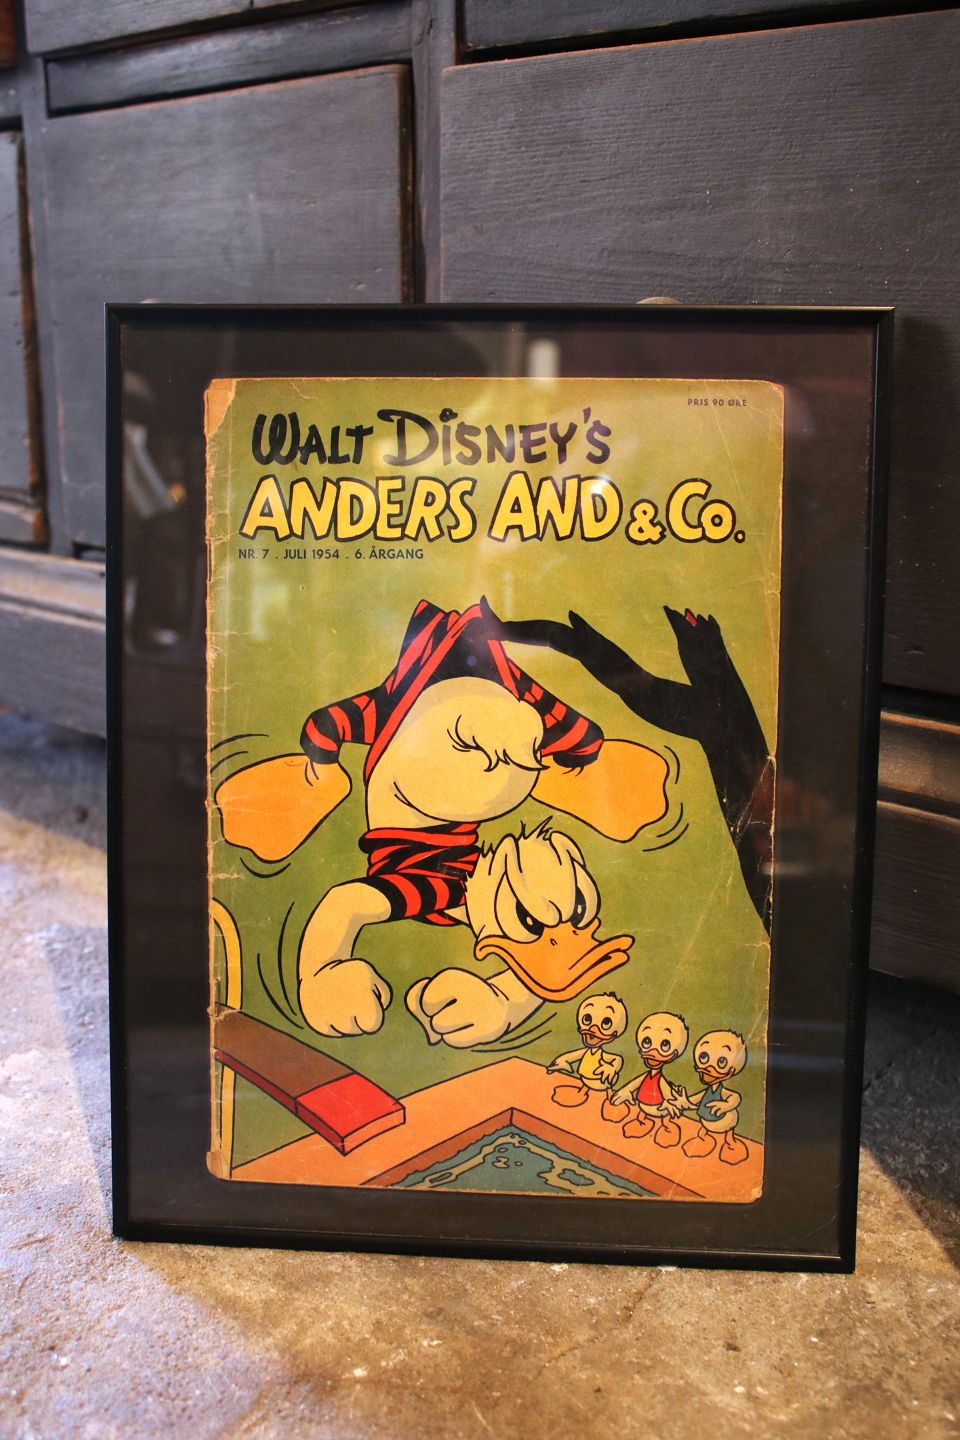 PRIS 90 ØRE
WALT DISNEY'S
ANDERS AND & CO.
NR. 7 . JULI 1954 . 6. ÅRGANG